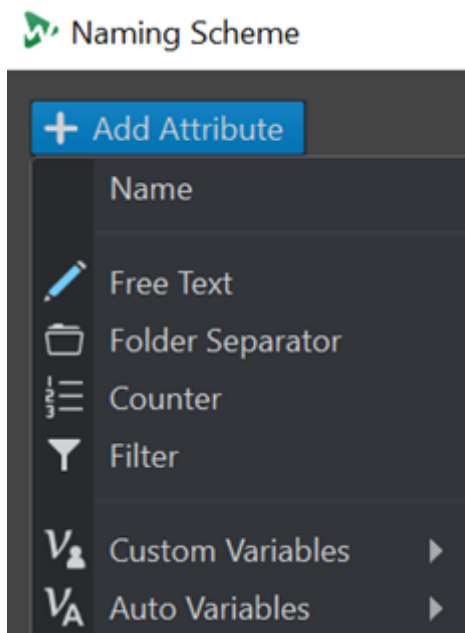 Naming Scheme
Add Attribute
Name
Free Text
Folder Separator
Counter
Filter
Custom Variables
Auto Variables